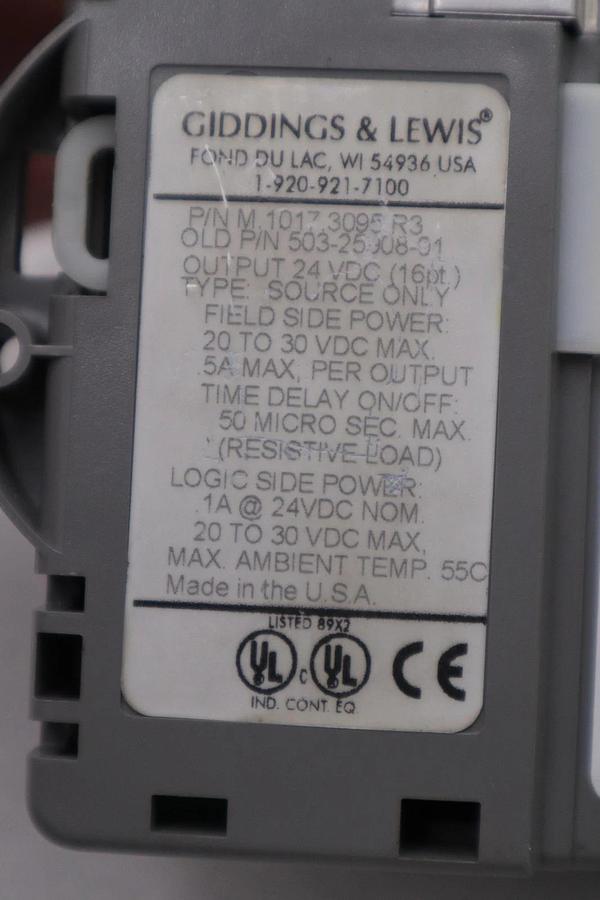 GIDDINGS & LEWIS®
FOND DU LAC, WI 54936 USA
1-920-921-7100
P/N M.1017.3095 R3
OLD P/N
OUTPUT 24 VDC (16pt.)
TYPE: SOURCE ONLY
FIELD SIDE POWER:
20 TO 30 VDC MAX.
.5A MAX, PER OUTPUT
TIME DELAY ON/OFF:
50 MICRO SEC. MAX.
(RESISTIVE LOAD)
LOGIC SIDE POWER:
.1A @ 24VDC NOM.
20 TO 30 VDC MAX,
MAX. AMBIENT TEMP. 55C
Made in the U.S.A.
LISTED 89X2
UL C UL CE
IND. CONT. EQ.